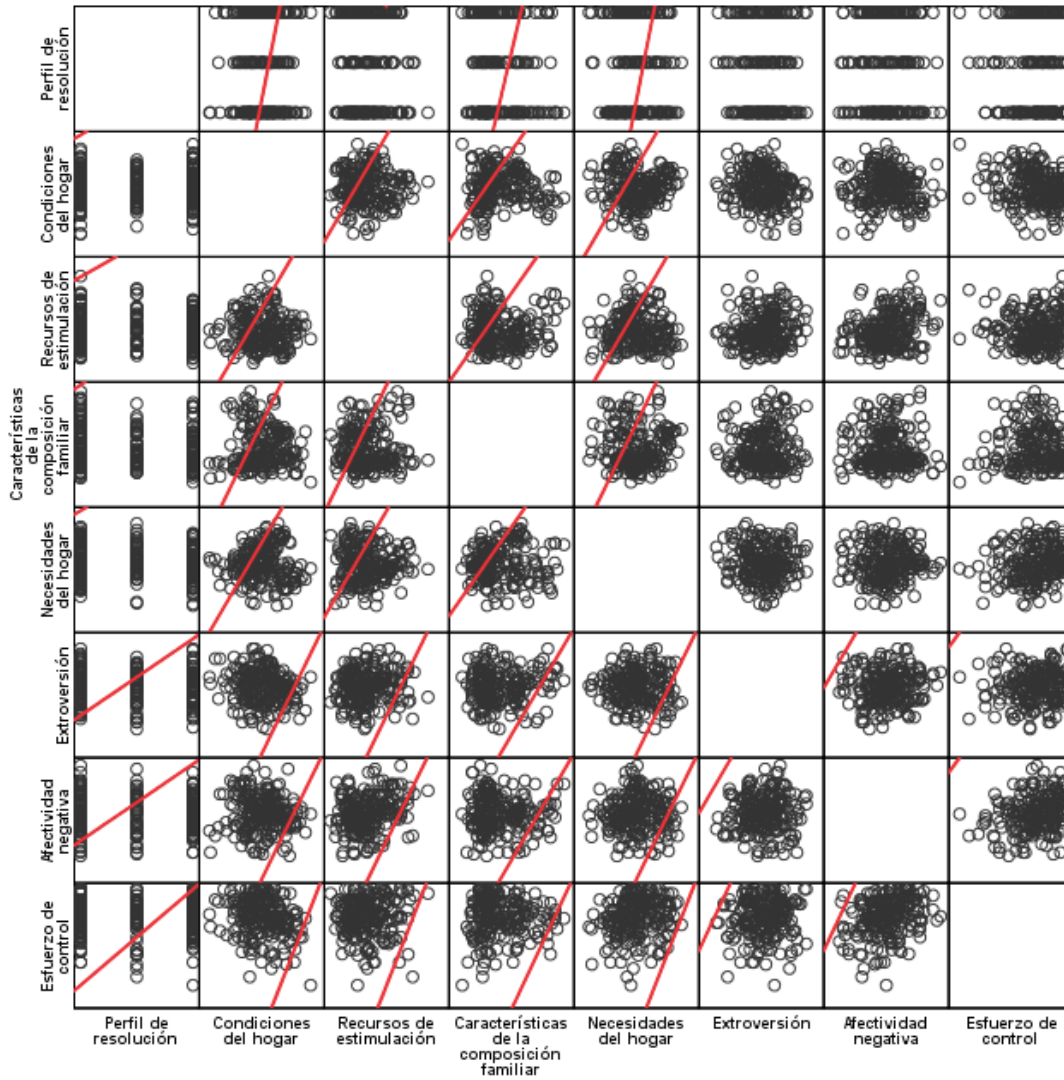 Perfil de
resolución
Condiciones
del hogar
Recursos de
estimulación
Características
de la
composición
familiar
Necesidades
del hogar
Extroversión
Afectividad
negativa
Esfuerzo de
control
Perfil de
resolución
Condiciones
del hogar
Recursos de
estimulación
Características
de la
composición
familiar
Necesidades
del hogar
Extroversión
Afectividad
negativa
Esfuerzo de
control